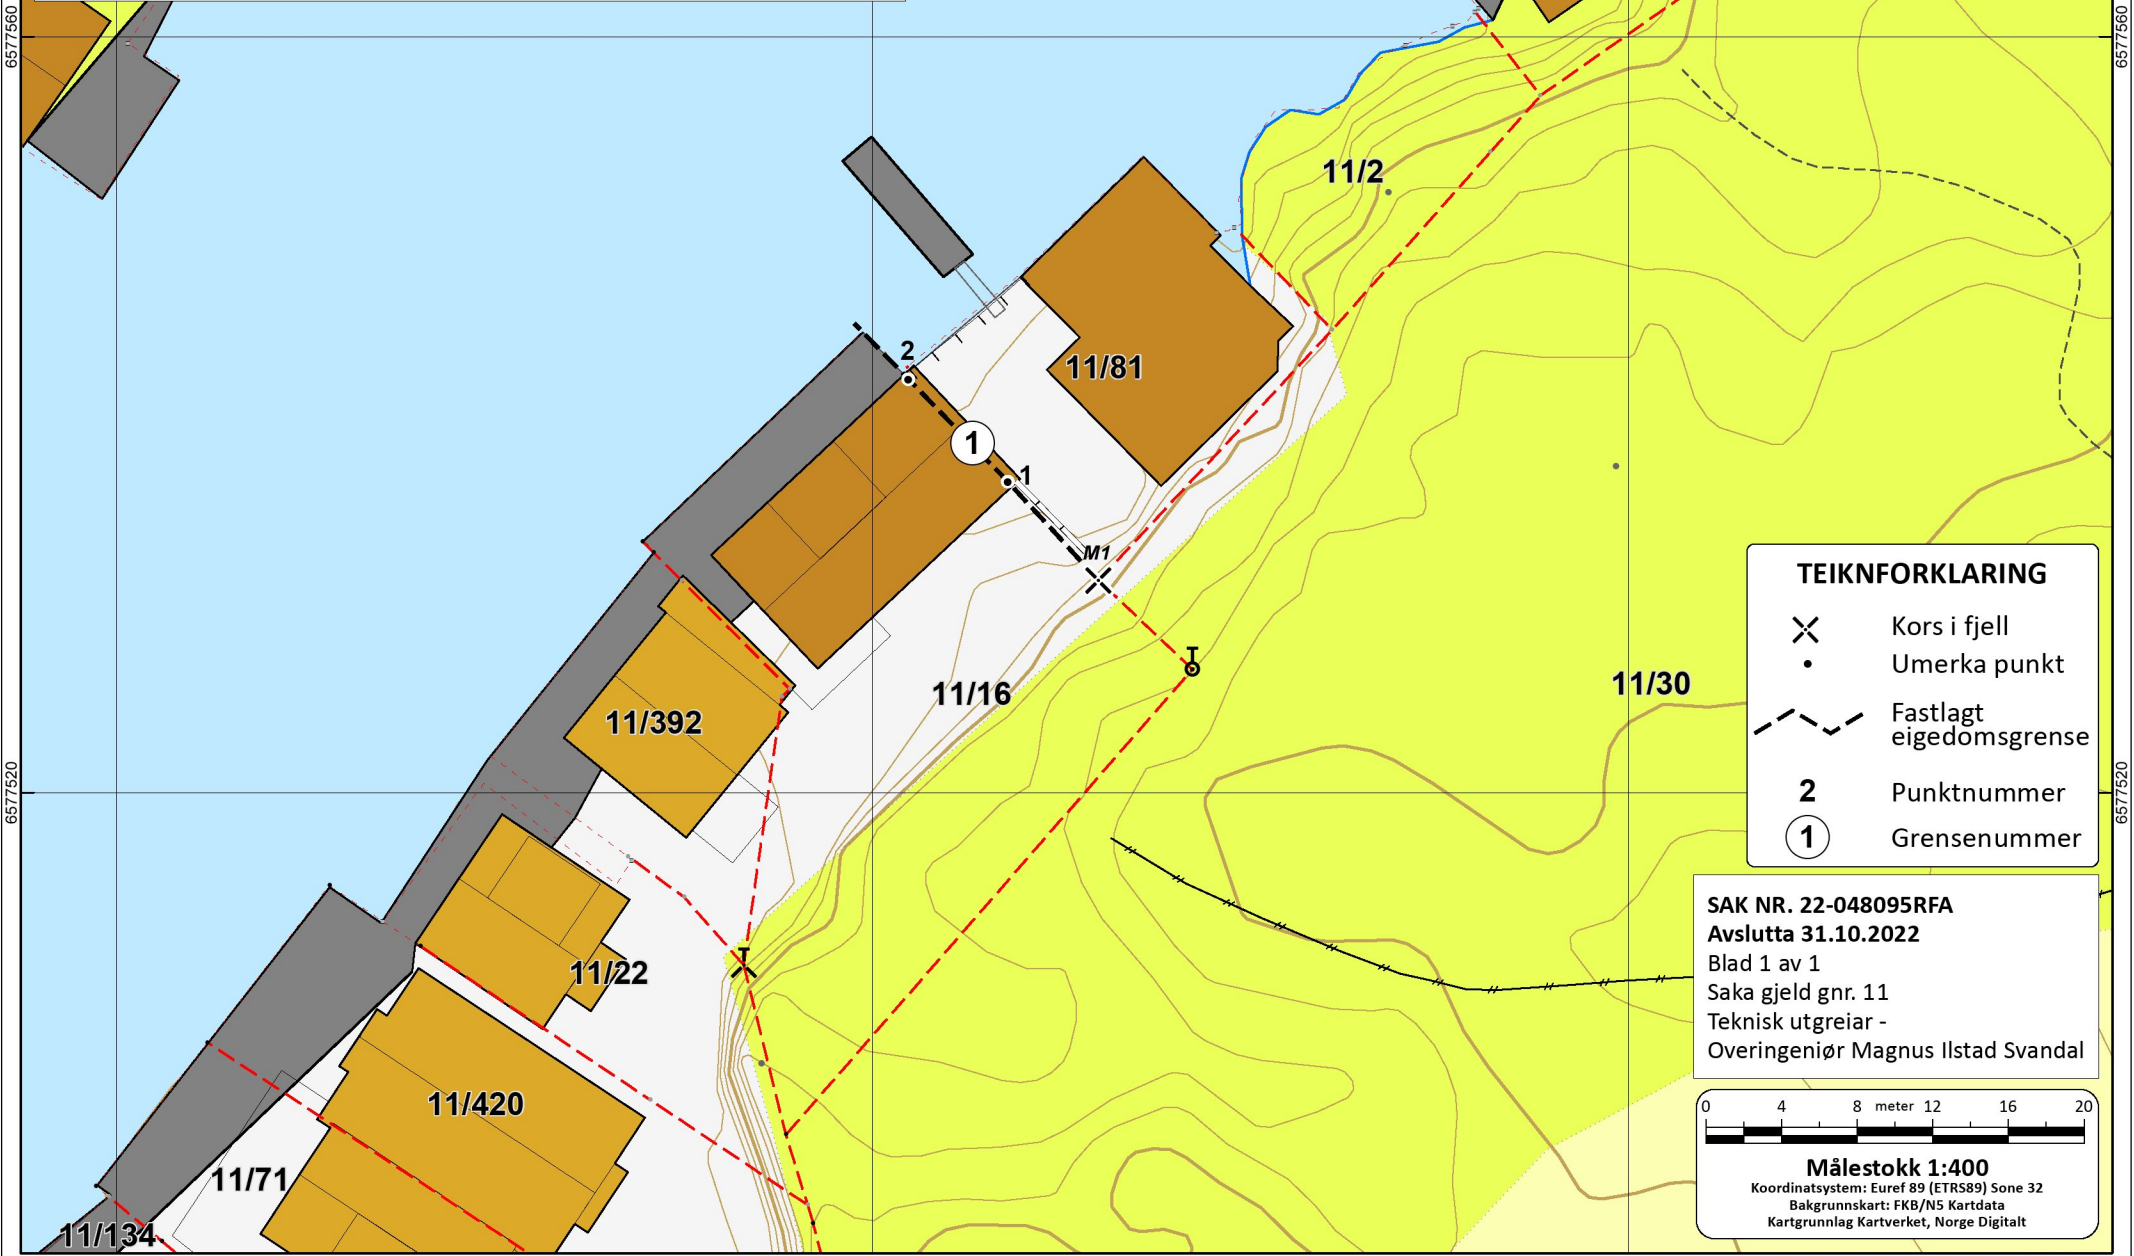 6577560
6577560
11/2
2
11/81
1
1
M1
T
11/16
11/30
11/392
6577520
6577520
T
11/22
11/420
11/71
11/134
TEIKNFORKLARING
Kors i fjell
Umerka punkt
Fastlagt
eigedomsgrense
2 Punktnummer
1 Grensenummer
SAK NR. 22-048095RFA
Avslutta 31.10.2022
Blad 1 av 1
Saka gjeld gnr. 11
Teknisk utgreiar -
Overingeniør Magnus Ilstad Svandal
0 4 8 meter 12 16 20
Målestokk 1:400
Koordinatsystem: Euref 89 (ETRS89) Sone 32
Bakgrunnskart: FKB/N5 Kartdata
Kartgrunnlag Kartverket, Norge Digitalt